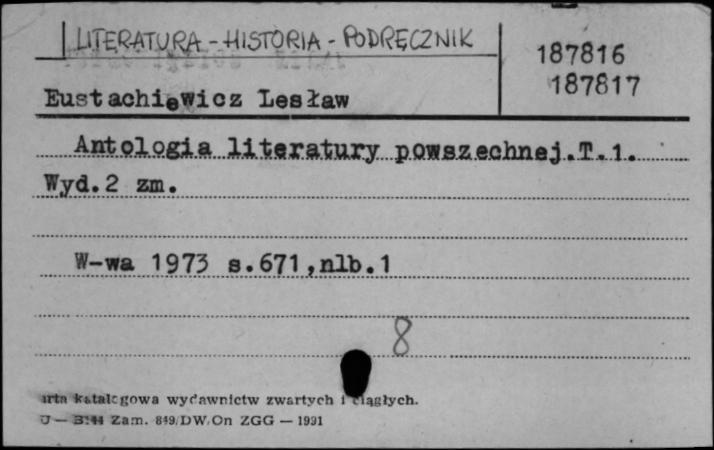 LITERATURA - HISTORIA - PODRĘCZNIK
187816
187817
Eustachiewicz Lesław
Antologia literatury powszechnej.T.1.
Wyd.2 zm.
W-wa 1973 s.671,nlb.1
8
arta katalogowa wydawnictw zwartych i ciągłych.
Zam. 849/DW/On ZGG — 1991